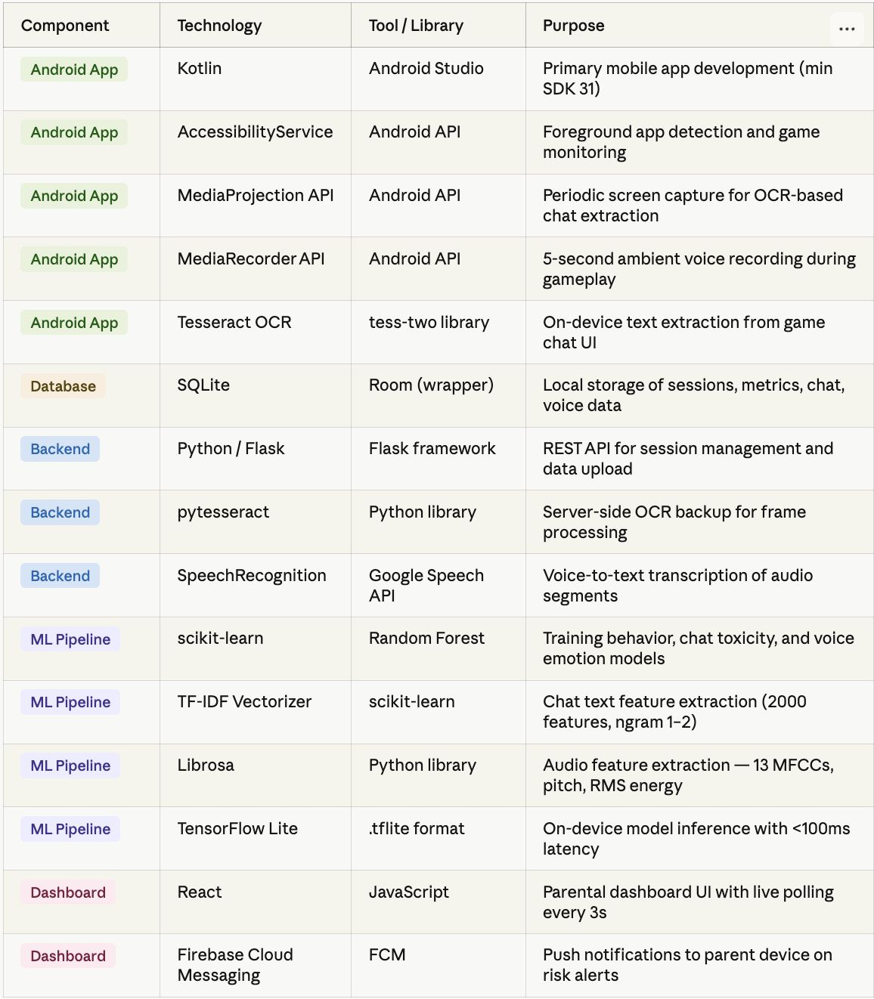 Component Technology Tool / Library Purpose
Android App Kotlin Android Studio Primary mobile app development (min
SDK 31)
Android App AccessibilityService Android API Foreground app detection and game
monitoring
Android App MediaProjection API Android API Periodic screen capture for OCR-based
chat extraction
Android App MediaRecorder API Android API 5-second ambient voice recording during
gameplay
Android App Tesseract OCR tess-two library On-device text extraction from game
chat UI
Database SQLite Room (wrapper) Local storage of sessions, metrics, chat,
voice data
Backend Python / Flask Flask framework REST API for session management and
data upload
Backend pytesseract Python library Server-side OCR backup for frame
processing
Backend SpeechRecognition Google Speech Voice-to-text transcription of audio
API segments
ML Pipeline scikit-learn Random Forest Training behavior, chat toxicity, and voice
emotion models
ML Pipeline TF-IDF Vectorizer scikit-learn Chat text feature extraction (2000
features, ngram 1–2)
ML Pipeline Librosa Python library Audio feature extraction — 13 MFCCs,
pitch, RMS energy
ML Pipeline TensorFlow Lite .tflite format On-device model inference with <100ms
latency
Dashboard React JavaScript Parental dashboard UI with live polling
every 3s
Dashboard Firebase Cloud FCM Push notifications to parent device on
Messaging risk alerts